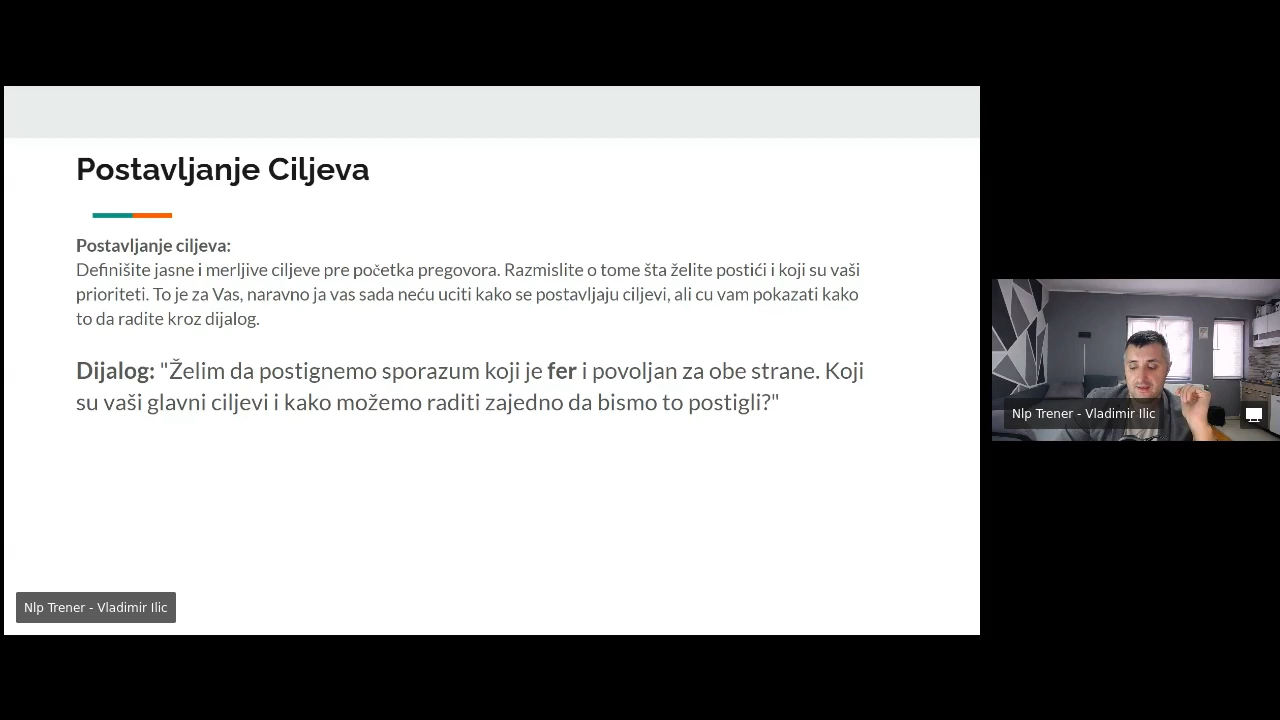 Postavljanje Ciljeva
Postavljanje ciljeva:
Definišite jasne i merljive ciljeve pre početka pregovora. Razmislite o tome šta želite postići i koji su vaši
prioriteti. To je za Vas, naravno ja vas sada neću uciti kako se postavljaju ciljevi, ali cu vam pokazati kako
to da radite kroz dijalog.
Dijalog: "Želim da postignemo sporazum koji je fer i povoljan za obe strane. Koji
su vaši glavni ciljevi i kako možemo raditi zajedno da bismo to postigli?"
Nlp Trener - Vladimir Ilic
Nlp Trener - Vladimir Ilic